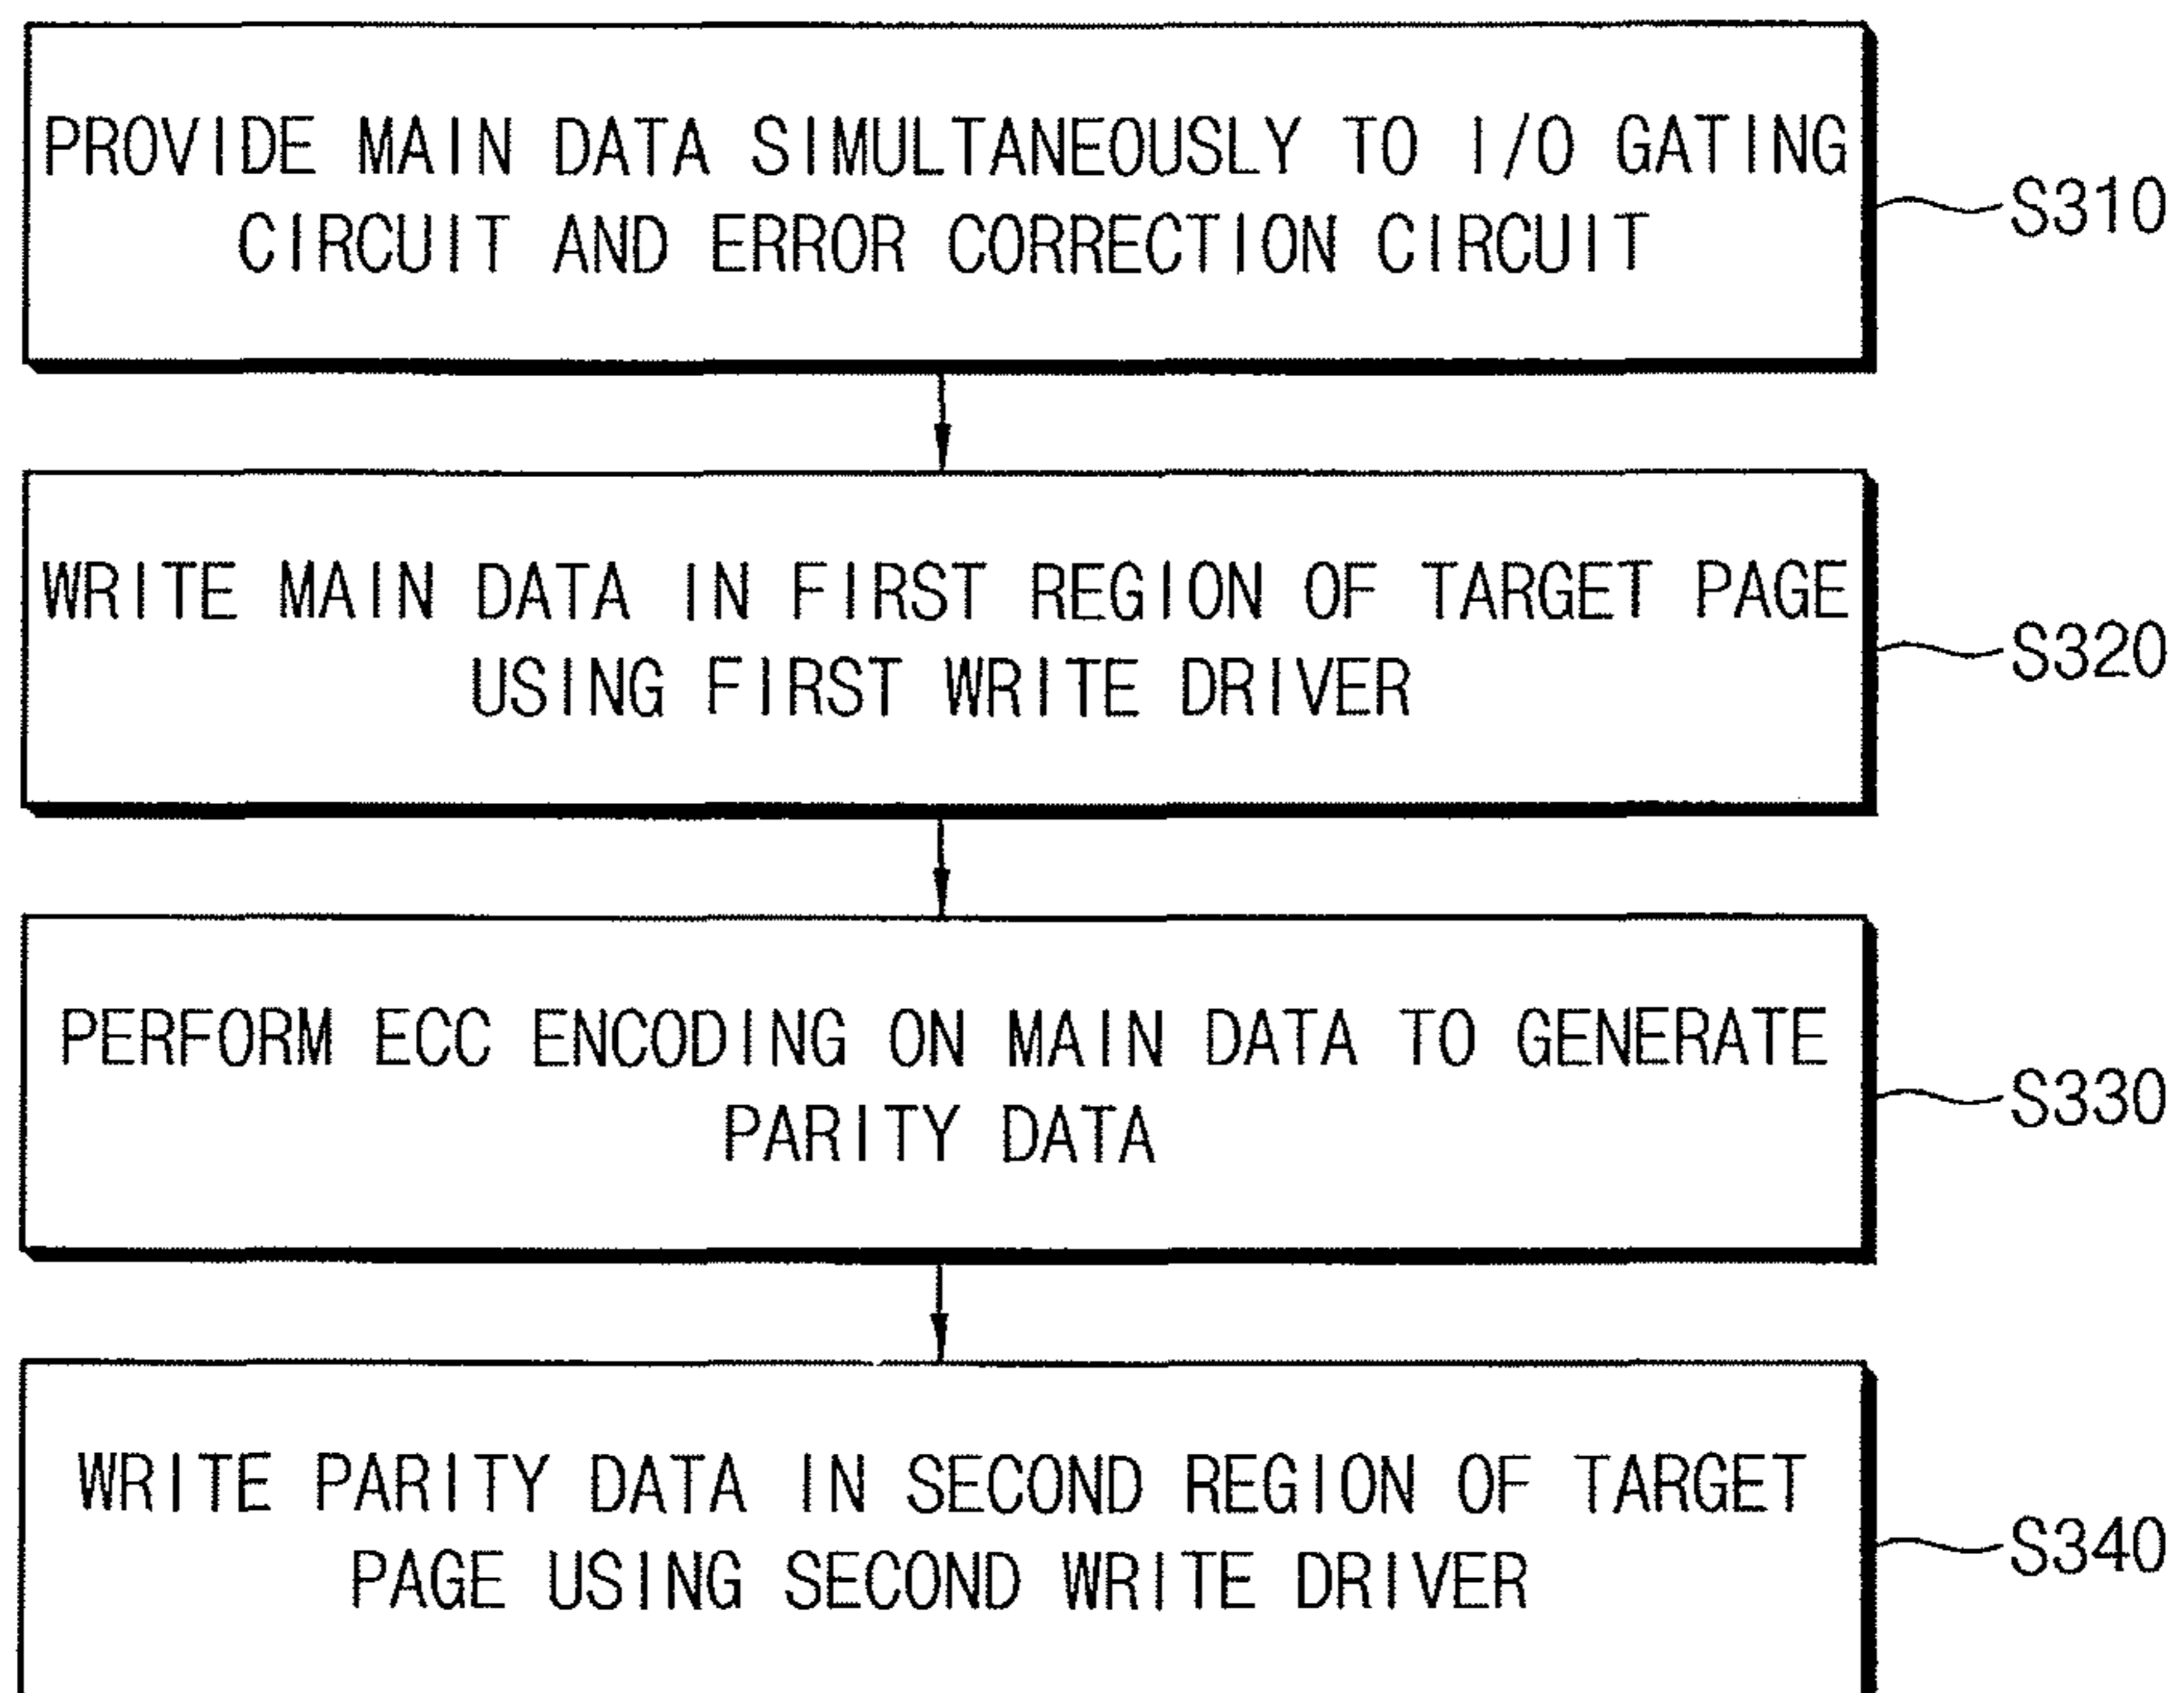 PROVIDE MAIN DATA SIMULTANEOUSLY TO I/O GATING
CIRCUIT AND ERROR CORRECTION CIRCUIT
S310
WRITE MAIN DATA IN FIRST REGION OF TARGET PAGE
USING FIRST WRITE DRIVER
S320
PERFORM ECC ENCODING ON MAIN DATA TO GENERATE
PARITY DATA
S330
WRITE PARITY DATA IN SECOND REGION OF TARGET
PAGE USING SECOND WRITE DRIVER
S340